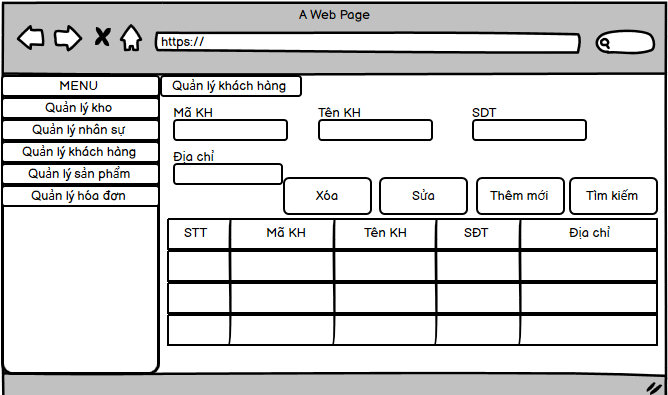 A Web Page
https://
MENU
Quản lý kho
Quản lý nhân sự
Quản lý khách hàng
Quản lý sản phẩm
Quản lý hóa đơn
Quản lý khách hàng
Mã KH
Tên KH
SDT
Địa chỉ
Xóa
Sửa
Thêm mới
Tìm kiếm
STT
Mã KH
Tên KH
SĐT
Địa chỉ